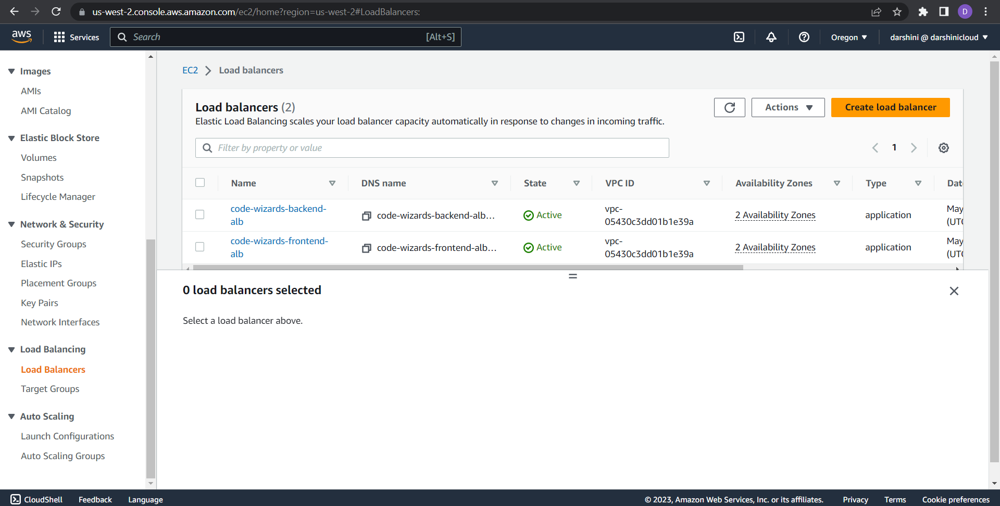 us-west-2.console.aws.amazon.com/ec2/home?region=us-west-2#LoadBalancers:
D
aws
Services
Search
[Alt+S]
Oregon
darshini @ darshinicloud
Images
AMIs
AMI Catalog
Elastic Block Store
Volumes
Snapshots
Lifecycle Manager
Network & Security
Security Groups
Elastic IPs
Placement Groups
Key Pairs
Network Interfaces
Load Balancing
Load Balancers
Target Groups
Auto Scaling
Launch Configurations
Auto Scaling Groups
EC2 Load balancers
Load balancers (2)
Elastic Load Balancing scales your load balancer capacity automatically in response to changes in incoming traffic.
Actions
Create load balancer
Filter by property or value
1
Name DNS name State VPC ID Availability Zones Type Dat
code-wizards-backend-
alb
code-wizards-backend-alb...
Active
vpc-
05430c3dd01b1e39a
2 Availability Zones
application
May
(UTC
code-wizards-frontend-
alb
code-wizards-frontend-alb...
Active
vpc-
05430c3dd01b1e39a
2 Availability Zones
application
May
(UTC
0 load balancers selected
Select a load balancer above.
CloudShell
Feedback
Language
© 2023, Amazon Web Services, Inc. or its affiliates.
Privacy
Terms
Cookie preferences